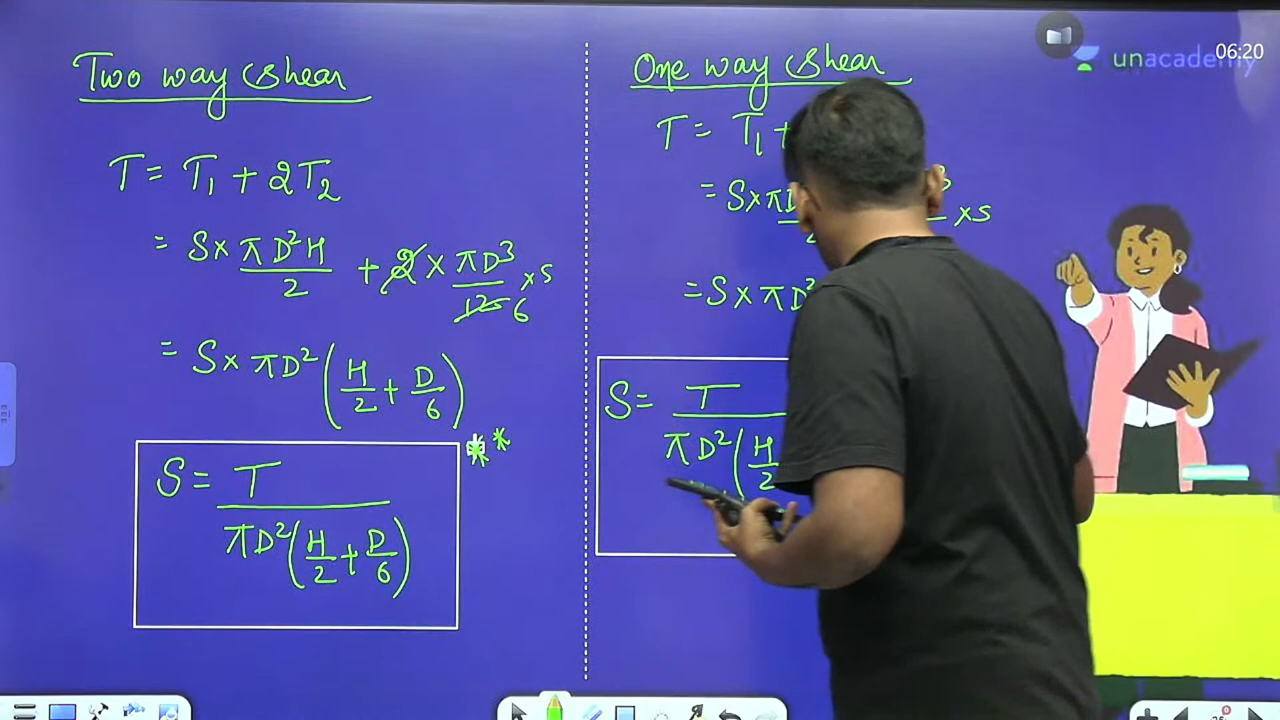 Two way shear
T = T₁ + 2T₂
= S × πD²H/2 + 2 × πD³/12 6 × S
= S × πD² (H/2 + D/6)
S = T / πD² (H/2 + D/6)
**
One way shear
T = T₁ +
= S × πD
× S
= S × πD²
S = T
πD² (H/2
unacademy
06:20